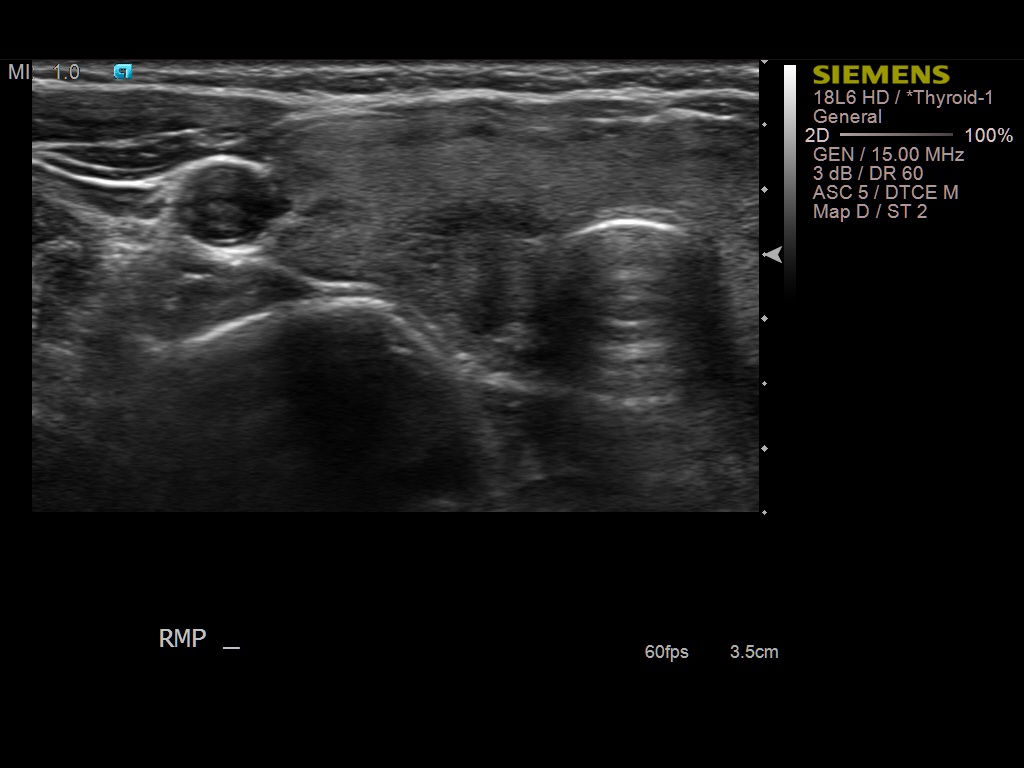 MI: 1.0
SIEMENS
18L6 HD / *Thyroid-1
General
2D 100%
GEN / 15.00 MHz
3 dB / DR 60
ASC 5 / DTCE M
Map D / ST 2
RMP _
60fps 3.5cm